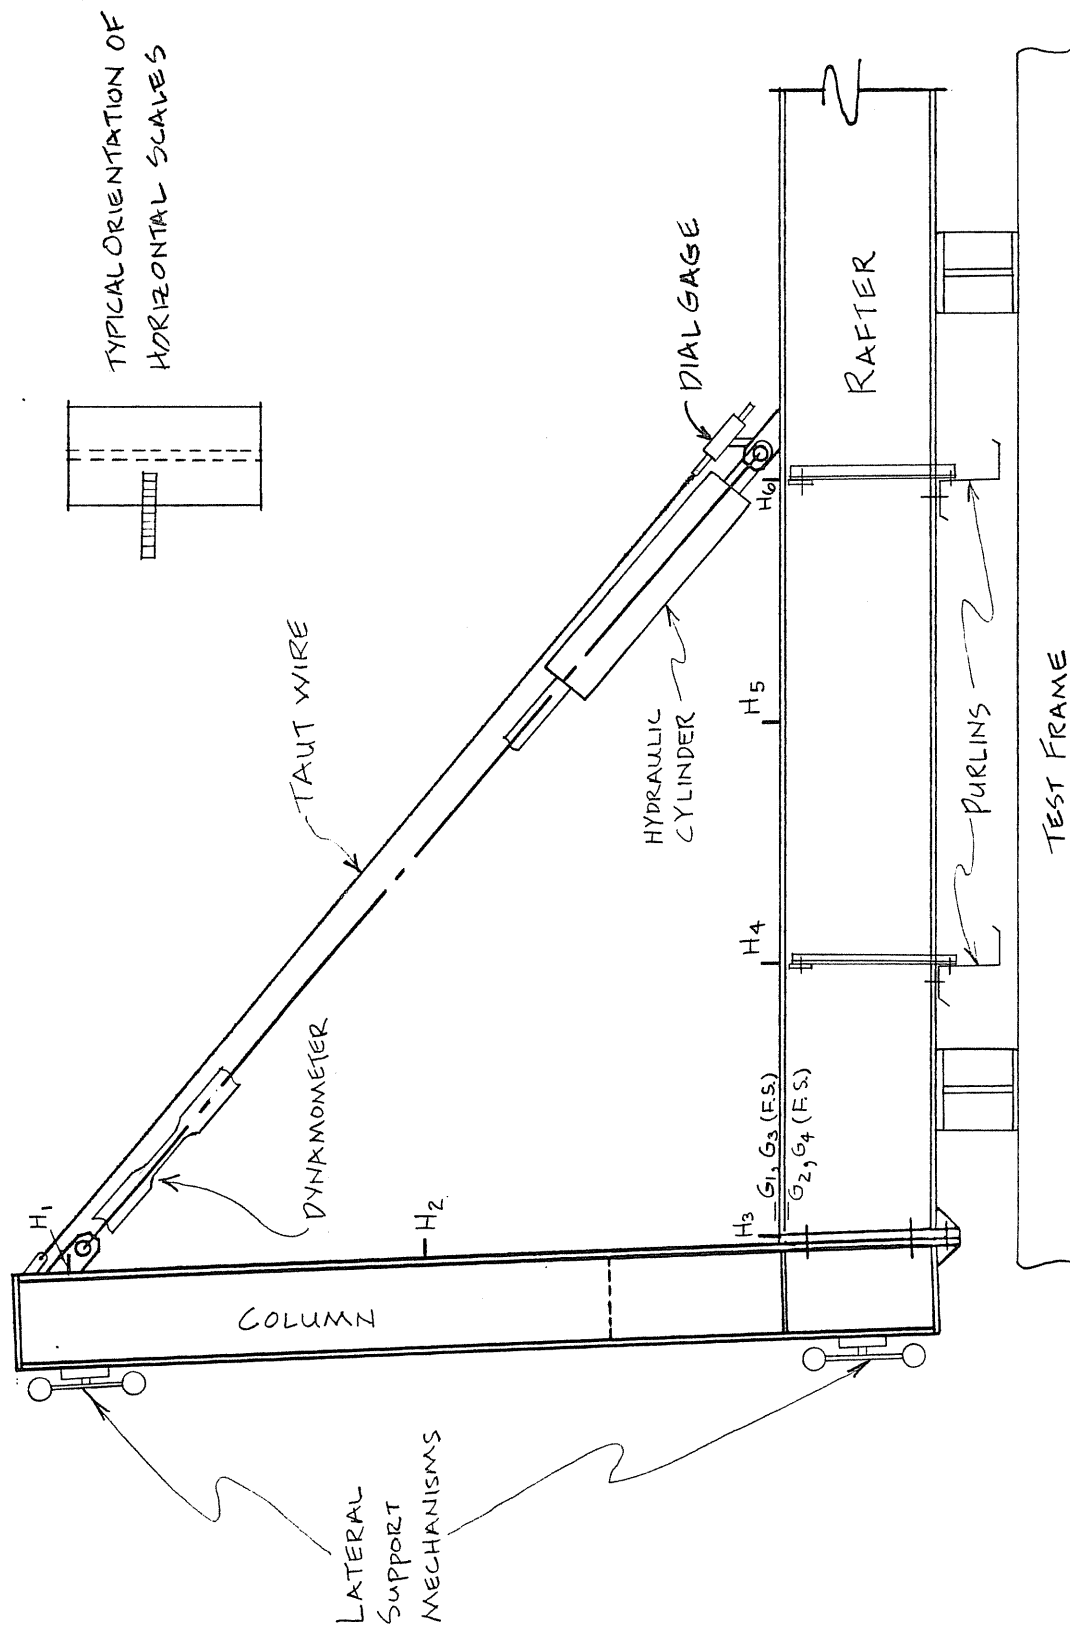 TYPICAL ORIENTATION OF
HORIZONTAL SCALES
TAUT WIRE
DIAL GAGE
H1
DYNAMOMETER
H2
HYDRAULIC
CYLINDER
H6
H5
H4
H3
G1, G3 (F.S.)
G2, G4 (F.S.)
COLUMN
RAFTER
PURLINS
TEST FRAME
LATERAL
SUPPORT
MECHANISMS